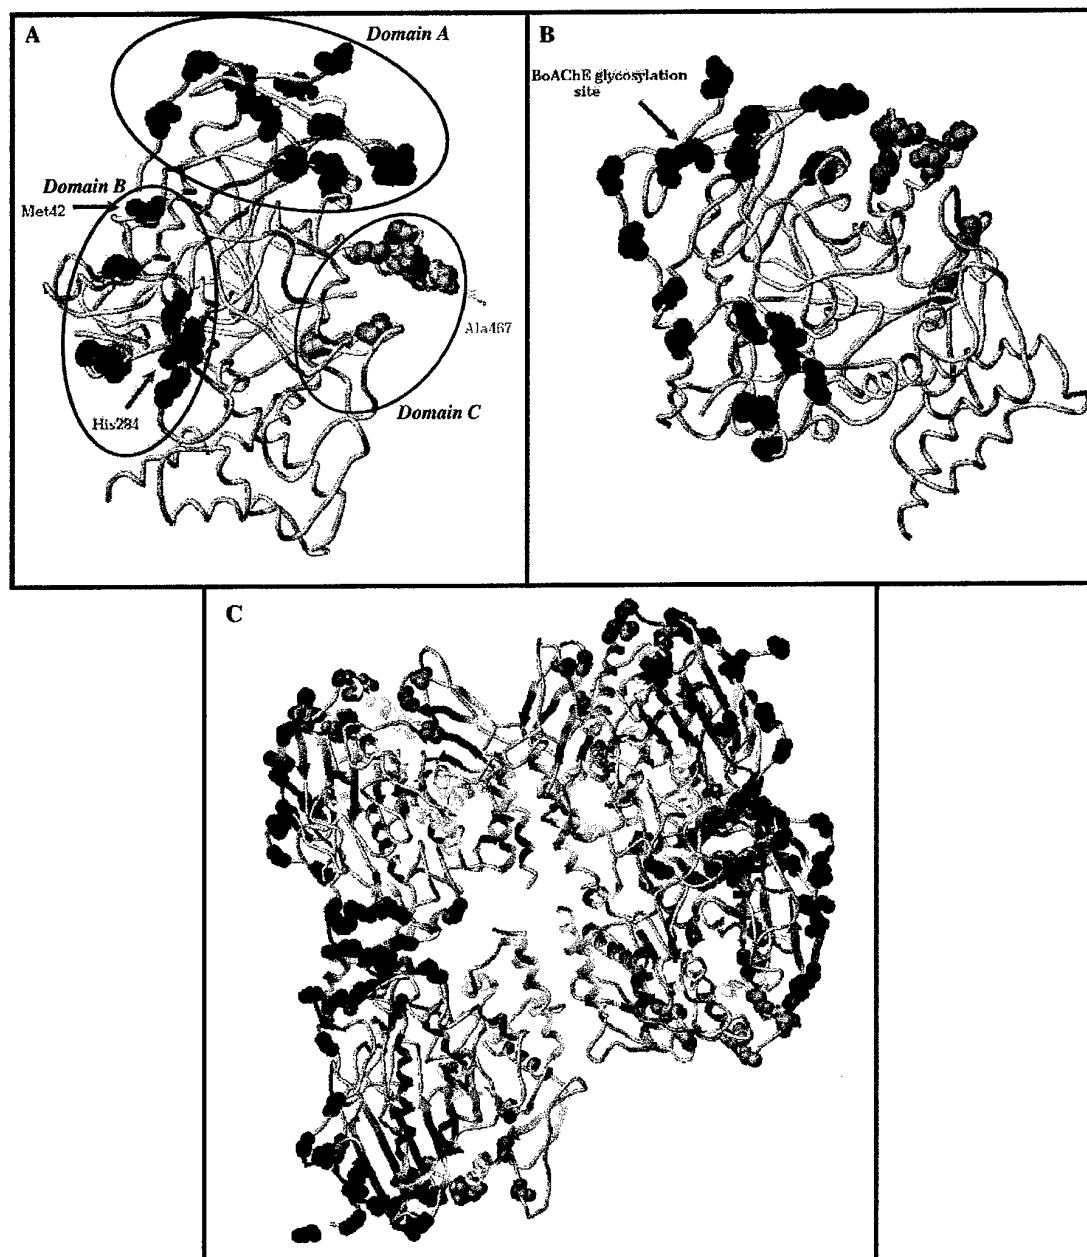 A
Domain A
Domain B
Met42
His284
Ala467
Domain C
B
BoAChE glycosylation
site
C